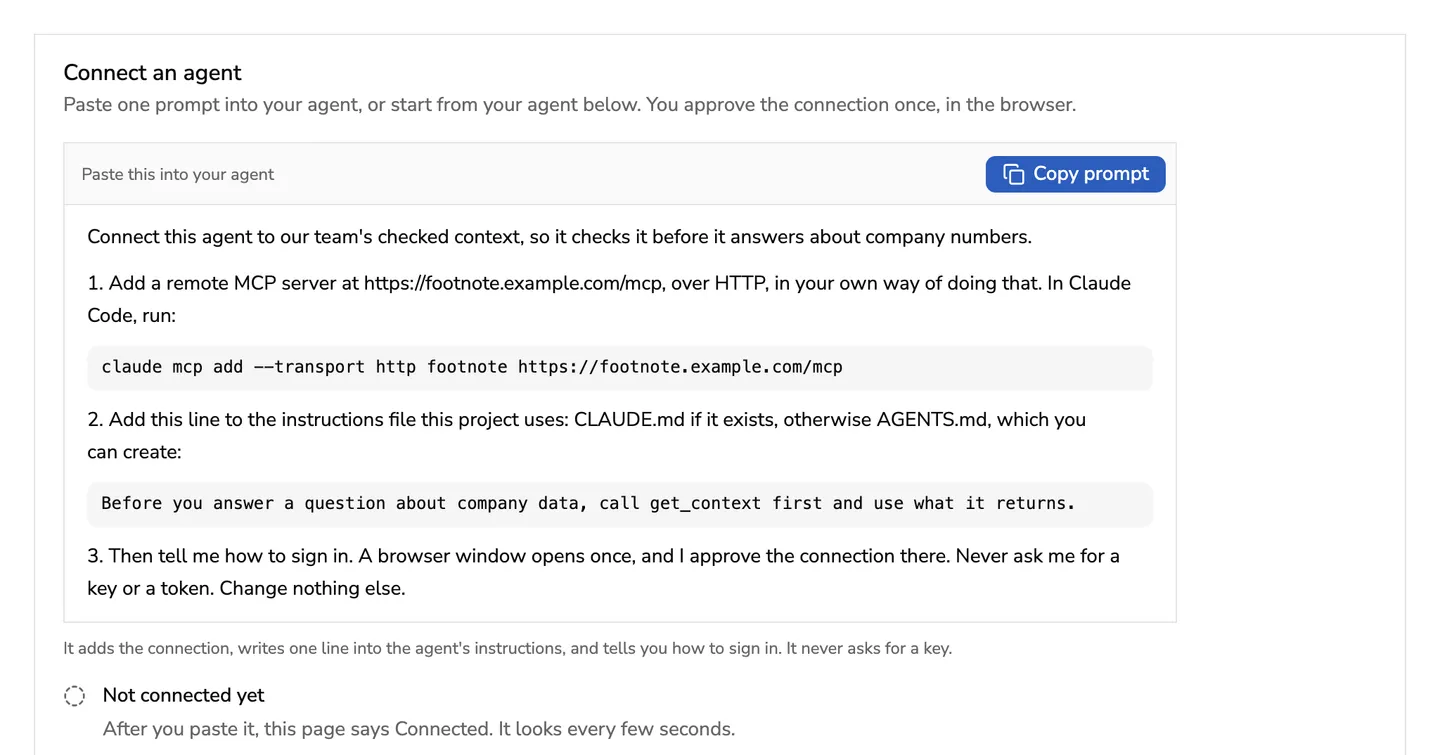 Connect an agent
Paste one prompt into your agent, or start from your agent below. You approve the connection once, in the browser.
Paste this into your agent
Copy prompt
Connect this agent to our team's checked context, so it checks it before it answers about company numbers.
1. Add a remote MCP server at https://footnote.example.com/mcp, over HTTP, in your own way of doing that. In Claude
Code, run:
claude mcp add --transport http footnote https://footnote.example.com/mcp
2. Add this line to the instructions file this project uses: CLAUDE.md if it exists, otherwise AGENTS.md, which you
can create:
Before you answer a question about company data, call get_context first and use what it returns.
3. Then tell me how to sign in. A browser window opens once, and I approve the connection there. Never ask me for a
key or a token. Change nothing else.
It adds the connection, writes one line into the agent's instructions, and tells you how to sign in. It never asks for a key.
Not connected yet
After you paste it, this page says Connected. It looks every few seconds.